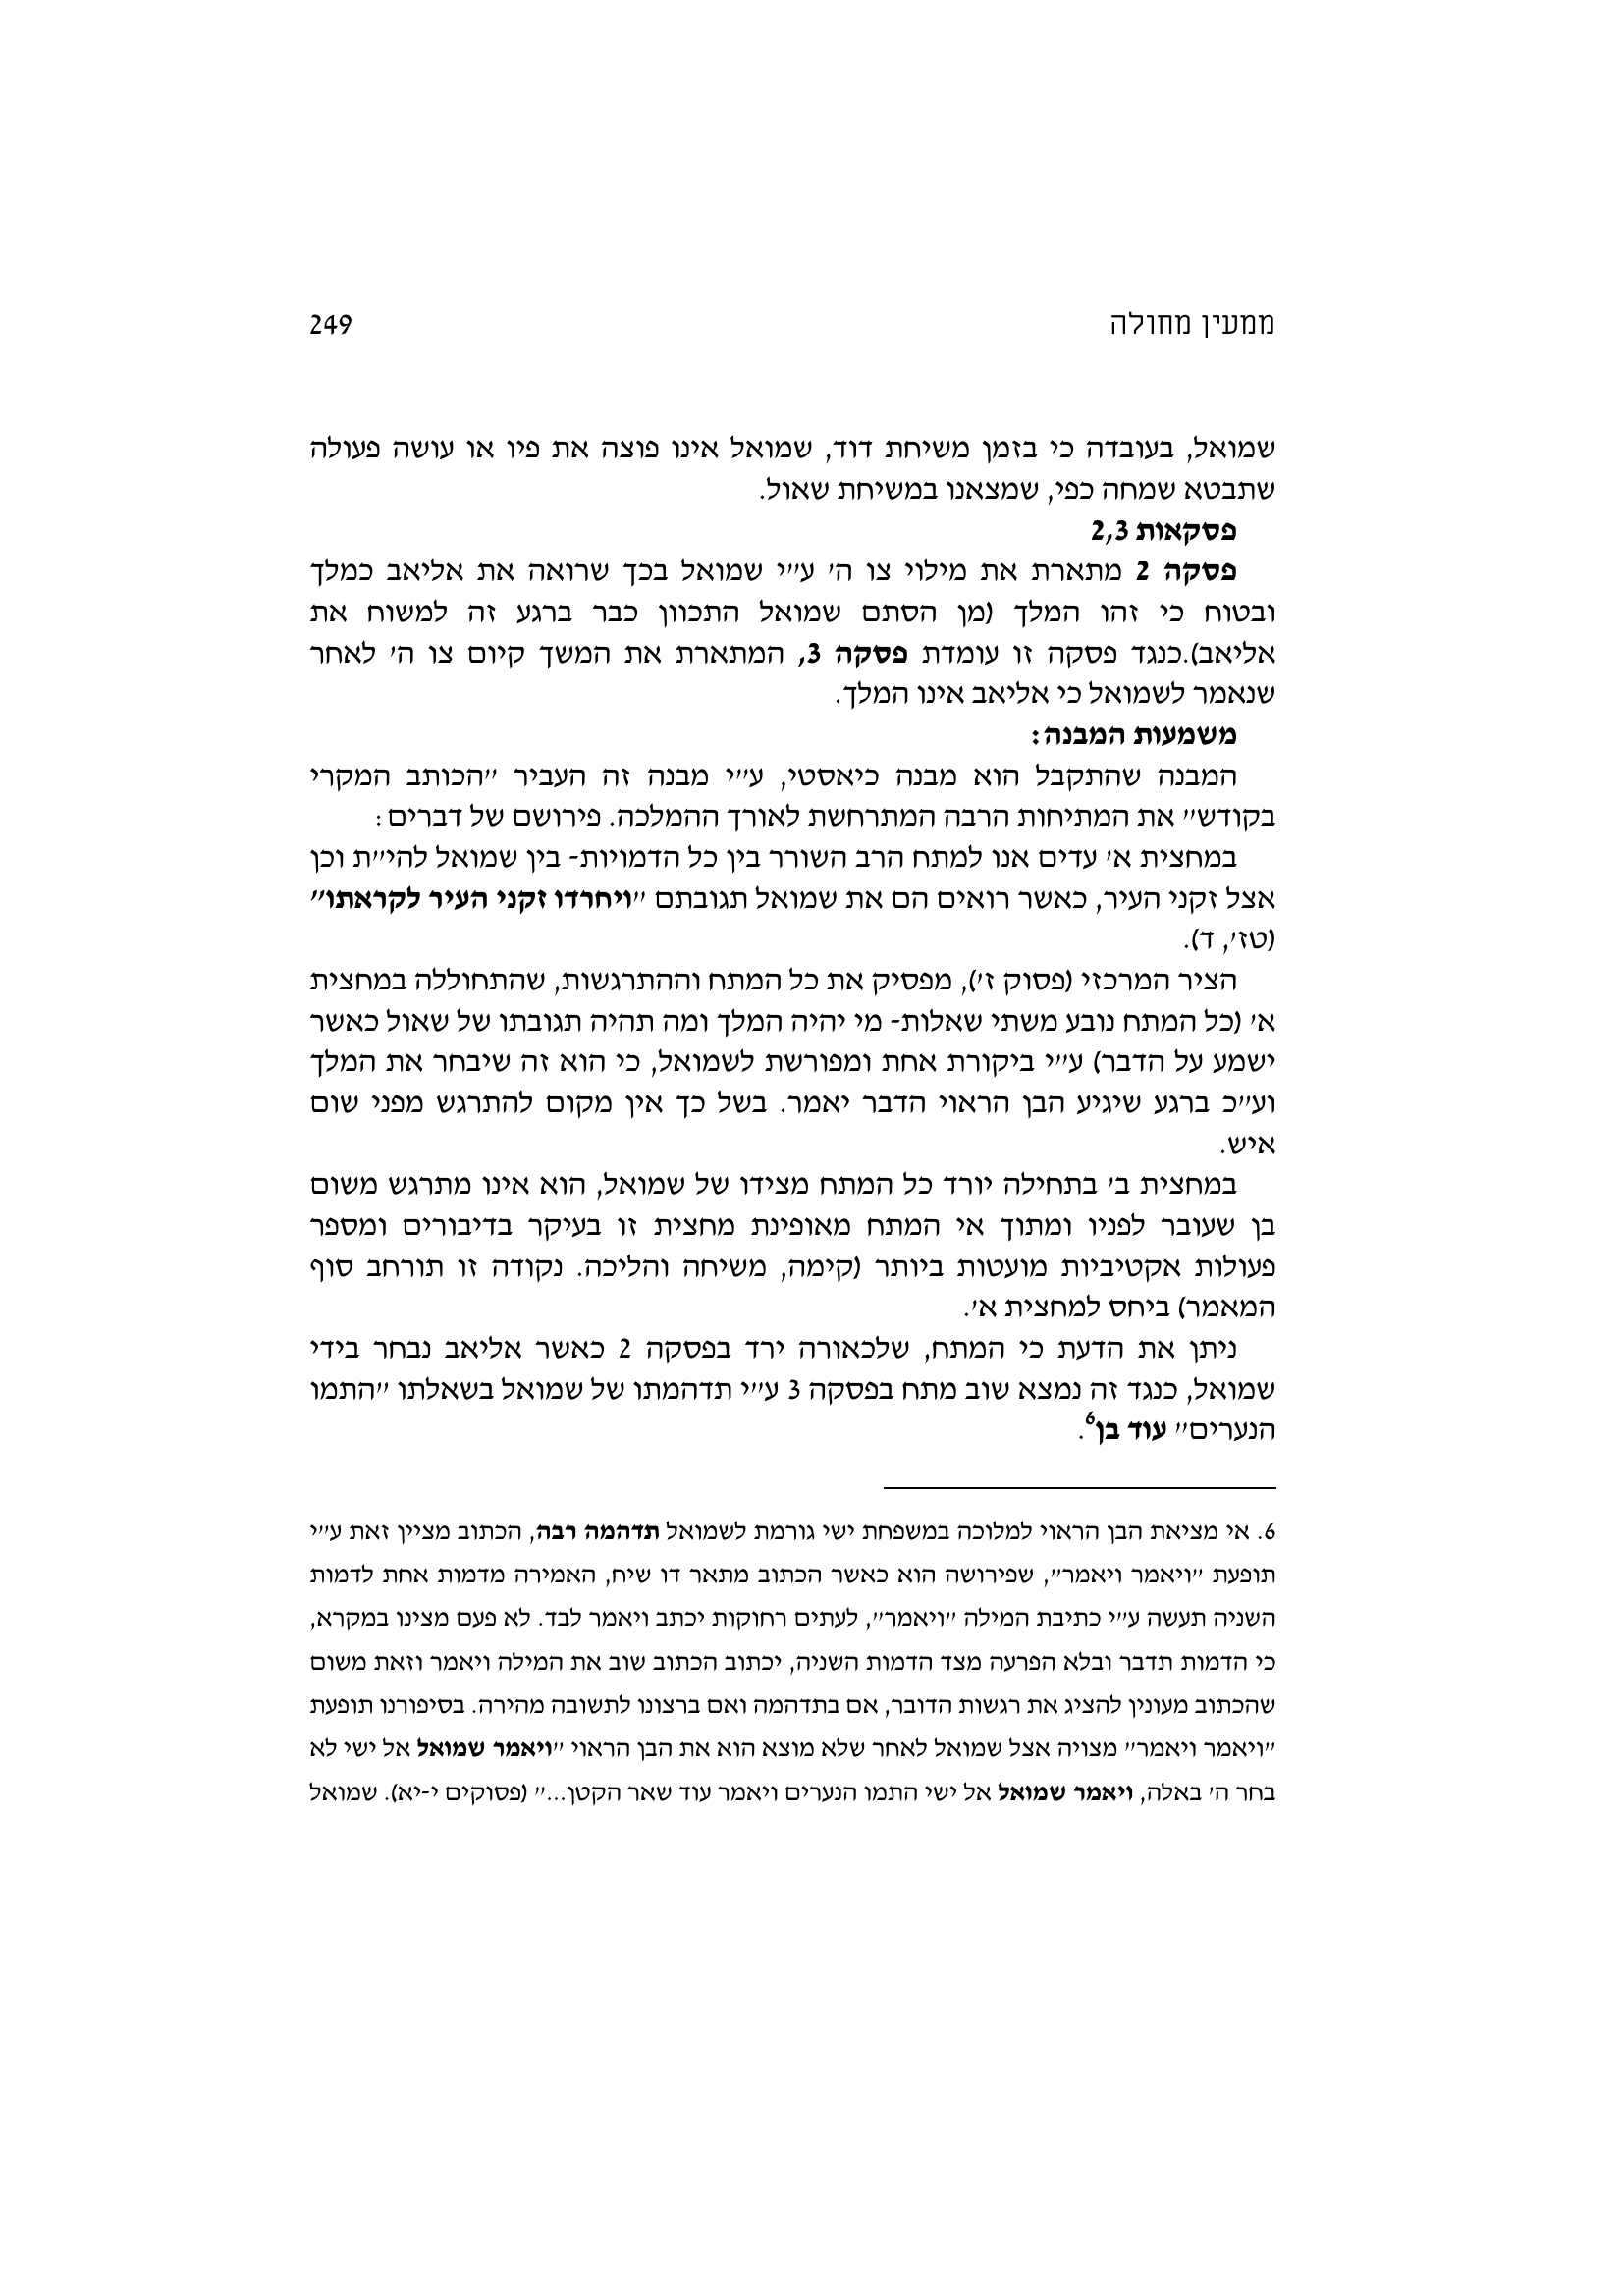 ממעין מחולה 249
שמואל, בעובדה כי בזמן משיחת דוד, שמואל אינו פוצה את פיו או עושה פעולה
שתבטא שמחה כפי, שמצאנו במשיחת שאול.
פסקאות 2,3
פסקה 2 מתארת את מילוי צו ה' ע"י שמואל בכך שרואה את אליאב כמלך
ובטוח כי זהו המלך (מן הסתם שמואל התכוון כבר ברגע זה למשוח את
אליאב).כנגד פסקה זו עומדת פסקה 3, המתארת את המשך קיום צו ה' לאחר
שנאמר לשמואל כי אליאב אינו המלך.
משמעות המבנה:
המבנה שהתקבל הוא מבנה כיאסטי, ע"י מבנה זה העביר "הכותב המקרי
בקודש" את המתיחות הרבה המתרחשת לאורך ההמלכה. פירושם של דברים:
במחצית א' עדים אנו למתח הרב השורר בין כל הדמויות- בין שמואל להי"ת וכן
אצל זקני העיר, כאשר רואים הם את שמואל תגובתם "ויחרדו זקני העיר לקראתו"
(טז', ד).
הציר המרכזי (פסוק ז'), מפסיק את כל המתח וההתרגשות, שהתחוללה במחצית
א' (כל המתח נובע משתי שאלות- מי יהיה המלך ומה תהיה תגובתו של שאול כאשר
ישמע על הדבר) ע"י ביקורת אחת ומפורשת לשמואל, כי הוא זה שיבחר את המלך
וע"כ ברגע שיגיע הבן הראוי הדבר יאמר. בשל כך אין מקום להתרגש מפני שום
איש.
במחצית ב' בתחילה יורד כל המתח מצידו של שמואל, הוא אינו מתרגש משום
בן שעובר לפניו ומתוך אי המתח מאופינת מחצית זו בעיקר בדיבורים ומספר
פעולות אקטיביות מועטות ביותר (קימה, משיחה והליכה. נקודה זו תורחב סוף
המאמר) ביחס למחצית א'.
ניתן את הדעת כי המתח, שלכאורה ירד בפסקה 2 כאשר אליאב נבחר בידי
שמואל, כנגד זה נמצא שוב מתח בפסקה 3 ע"י תדהמתו של שמואל בשאלתו "התמו
הנערים" עוד בן6.
6. אי מציאת הבן הראוי למלוכה במשפחת ישי גורמת לשמואל תדהמה רבה, הכתוב מציין זאת ע"י
תופעת "ויאמר ויאמר", שפירושה הוא כאשר הכתוב מתאר דו שיח, האמירה מדמות אחת לדמות
השניה תעשה ע"י כתיבת המילה "ויאמר", לעתים רחוקות יכתב ויאמר לבד. לא פעם מצינו במקרא,
כי הדמות תדבר ובלא הפרעה מצד הדמות השניה, יכתוב הכתוב שוב את המילה ויאמר וזאת משום
שהכתוב מעונין להציג את רגשות הדובר, אם בתדהמה ואם ברצונו לתשובה מהירה. בסיפורנו תופעת
"ויאמר ויאמר" מצויה אצל שמואל לאחר שלא מוצא הוא את הבן הראוי "ויאמר שמואל אל ישי לא
בחר ה' באלה, ויאמר שמואל אל ישי התמו הנערים ויאמר עוד שאר הקטן..." (פסוקים י-יא). שמואל